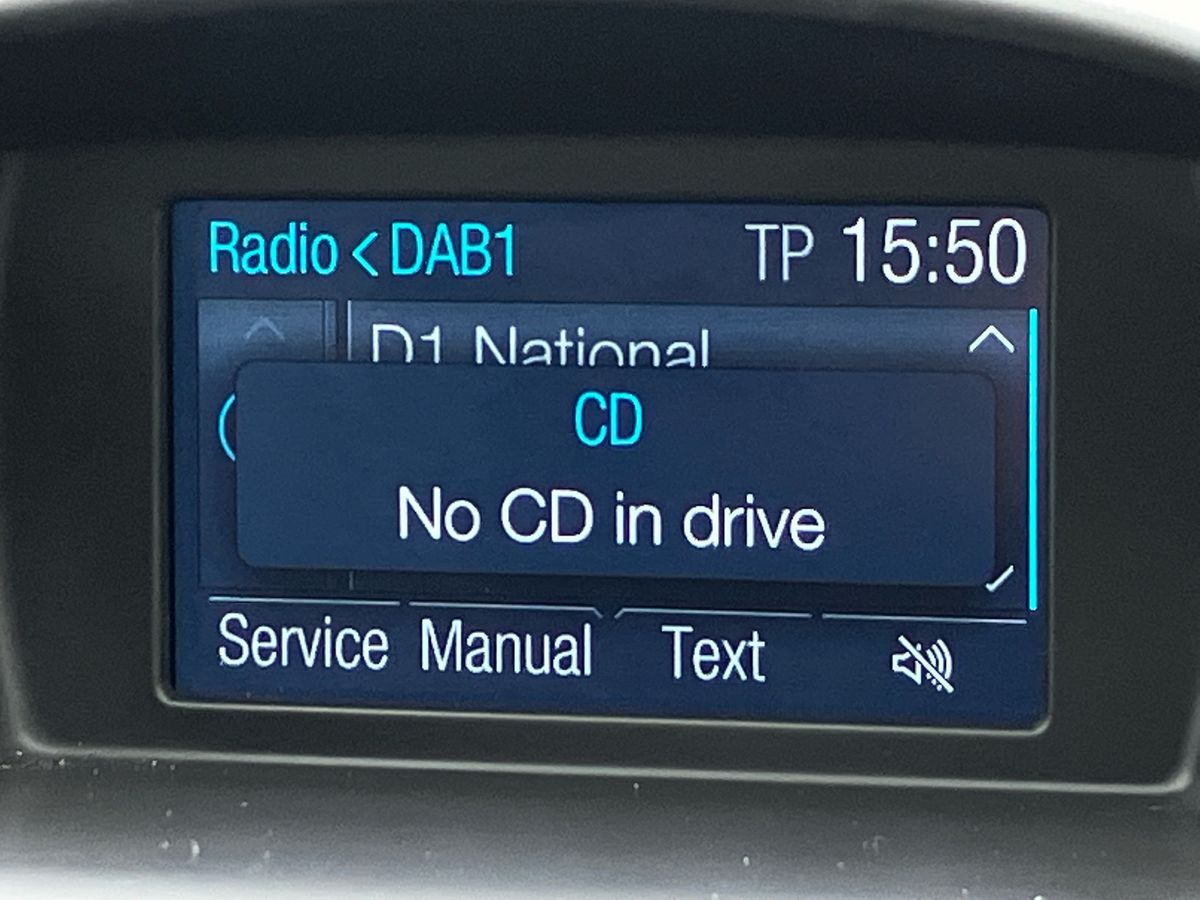 Radio < DAB1 TP 15:50
D1 National
CD
No CD in drive
Service Manual Text